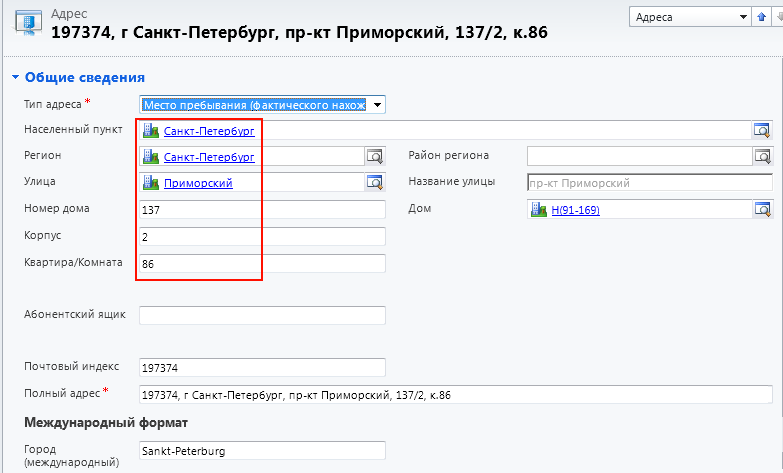 Адрес
197374, г Санкт-Петербург, пр-кт Приморский, 137/2, к.86
Адреса
Общие сведения
Тип адреса * Место пребывания (фактического нахож
Населенный пункт Санкт-Петербург
Регион Санкт-Петербург Район региона
Улица Приморский Название улицы пр-кт Приморский
Номер дома 137 Дом Н(91-169)
Корпус 2
Квартира/Комната 86
Абонентский ящик
Почтовый индекс 197374
Полный адрес * 197374, г Санкт-Петербург, пр-кт Приморский, 137/2, к.86
Международный формат
Город
(международный) Sankt-Peterburg